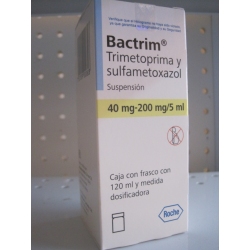 Bactrim®
Trimetoprima y
sulfametoxazol
Suspensión
40 mg-200 mg/5 ml
Caja con frasco con
120 ml y medida
dosificadora
Roche